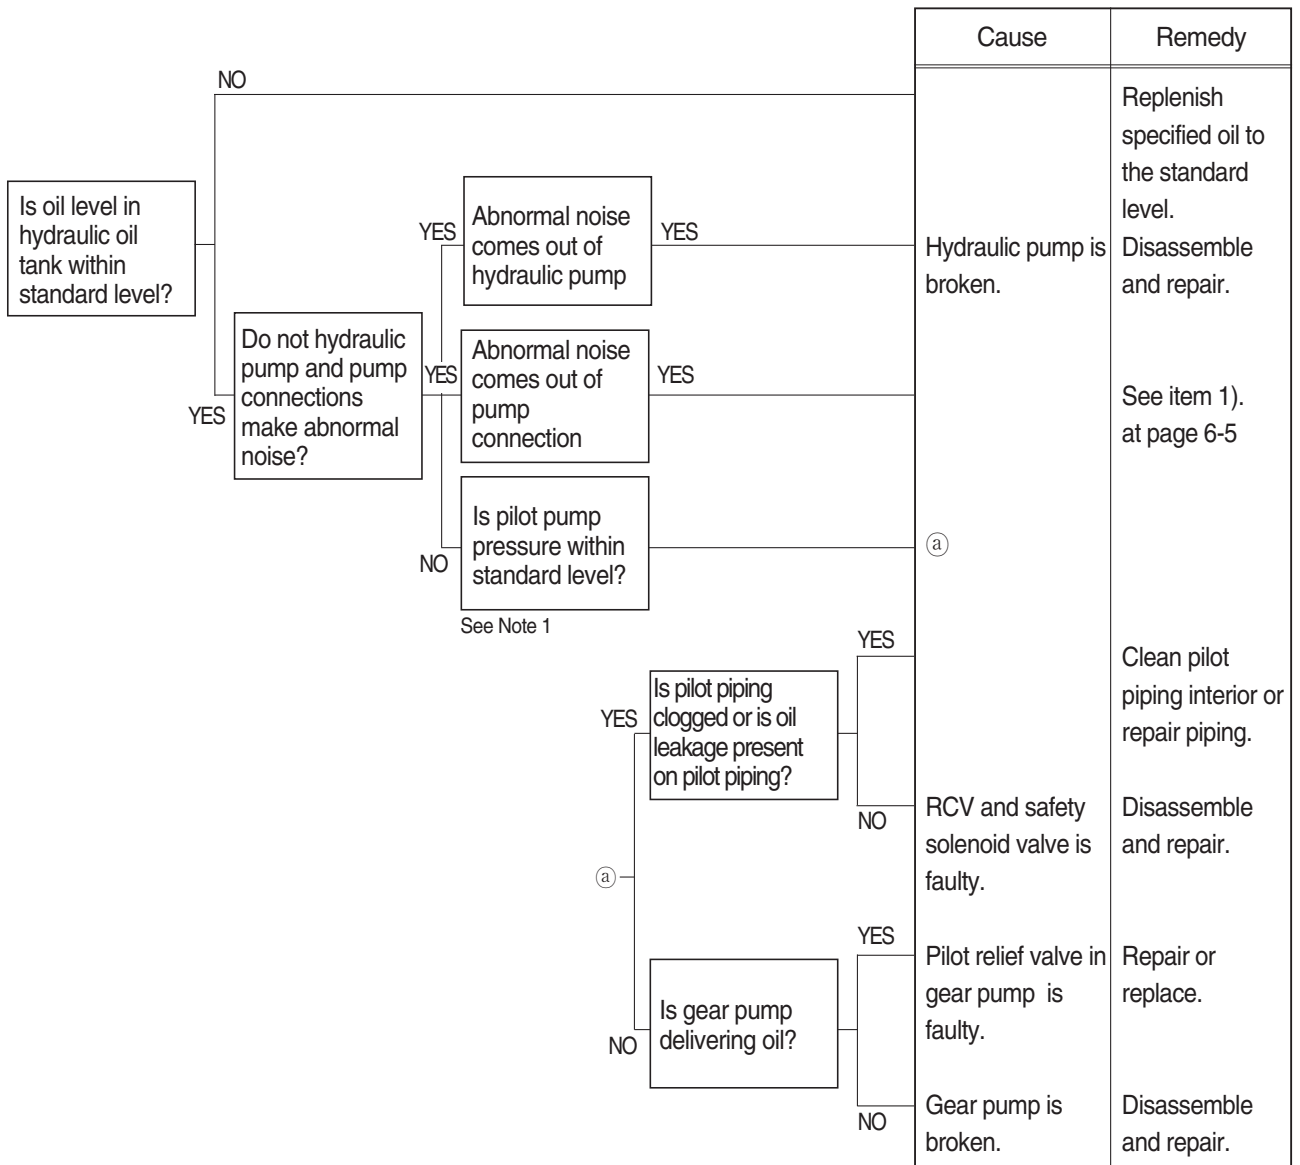 Cause
Remedy
NO
Replenish
specified oil to
the standard
level.
Is oil level in
hydraulic oil
tank within
standard level?
YES
Abnormal noise
comes out of
hydraulic pump
YES
Hydraulic pump is
broken.
Disassemble
and repair.
YES
Do not hydraulic
pump and pump
connections
make abnormal
noise?
YES
Abnormal noise
comes out of
pump
connection
YES
See item 1).
at page 6-5
NO
Is pilot pump
pressure within
standard level?
See Note 1
ⓐ
ⓐ
YES
Is pilot piping
clogged or is oil
leakage present
on pilot piping?
YES
Clean pilot
piping interior or
repair piping.
NO
RCV and safety
solenoid valve is
faulty.
Disassemble
and repair.
NO
Is gear pump
delivering oil?
YES
Pilot relief valve in
gear pump is
faulty.
Repair or
replace.
NO
Gear pump is
broken.
Disassemble
and repair.